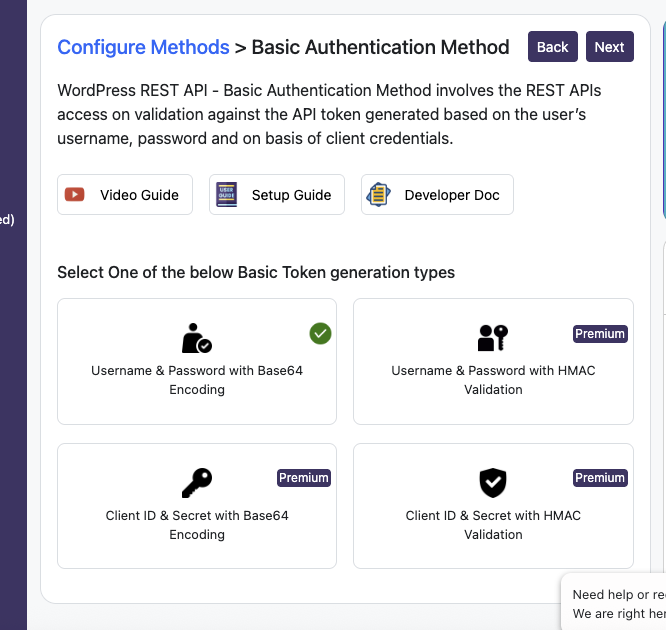 Configure Methods > Basic Authentication Method
Back
Next
WordPress REST API - Basic Authentication Method involves the REST APIs
access on validation against the API token generated based on the user’s
username, password and on basis of client credentials.
Video Guide
USER GUIDE
Setup Guide
Developer Doc
ed)
Select One of the below Basic Token generation types
Username & Password with Base64
Encoding
Premium
Username & Password with HMAC
Validation
Premium
Client ID & Secret with Base64
Encoding
Premium
Client ID & Secret with HMAC
Validation
Need help or re
We are right her